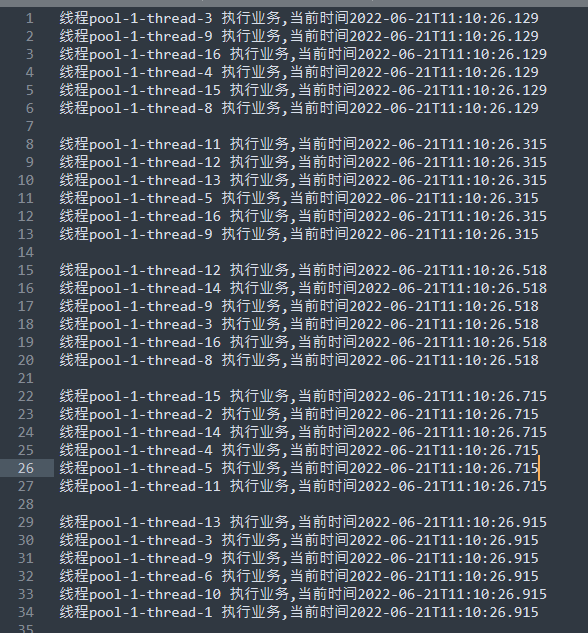 1 线程pool-1-thread-3 执行业务,当前时间2022-06-21T11:10:26.129
2 线程pool-1-thread-9 执行业务,当前时间2022-06-21T11:10:26.129
3 线程pool-1-thread-16 执行业务,当前时间2022-06-21T11:10:26.129
4 线程pool-1-thread-4 执行业务,当前时间2022-06-21T11:10:26.129
5 线程pool-1-thread-15 执行业务,当前时间2022-06-21T11:10:26.129
6 线程pool-1-thread-8 执行业务,当前时间2022-06-21T11:10:26.129
7
8 线程pool-1-thread-11 执行业务,当前时间2022-06-21T11:10:26.315
9 线程pool-1-thread-12 执行业务,当前时间2022-06-21T11:10:26.315
10 线程pool-1-thread-13 执行业务,当前时间2022-06-21T11:10:26.315
11 线程pool-1-thread-5 执行业务,当前时间2022-06-21T11:10:26.315
12 线程pool-1-thread-16 执行业务,当前时间2022-06-21T11:10:26.315
13 线程pool-1-thread-9 执行业务,当前时间2022-06-21T11:10:26.315
14
15 线程pool-1-thread-12 执行业务,当前时间2022-06-21T11:10:26.518
16 线程pool-1-thread-14 执行业务,当前时间2022-06-21T11:10:26.518
17 线程pool-1-thread-9 执行业务,当前时间2022-06-21T11:10:26.518
18 线程pool-1-thread-3 执行业务,当前时间2022-06-21T11:10:26.518
19 线程pool-1-thread-16 执行业务,当前时间2022-06-21T11:10:26.518
20 线程pool-1-thread-8 执行业务,当前时间2022-06-21T11:10:26.518
21
22 线程pool-1-thread-15 执行业务,当前时间2022-06-21T11:10:26.715
23 线程pool-1-thread-2 执行业务,当前时间2022-06-21T11:10:26.715
24 线程pool-1-thread-14 执行业务,当前时间2022-06-21T11:10:26.715
25 线程pool-1-thread-4 执行业务,当前时间2022-06-21T11:10:26.715
26 线程pool-1-thread-5 执行业务,当前时间2022-06-21T11:10:26.715
27 线程pool-1-thread-11 执行业务,当前时间2022-06-21T11:10:26.715
28
29 线程pool-1-thread-13 执行业务,当前时间2022-06-21T11:10:26.915
30 线程pool-1-thread-3 执行业务,当前时间2022-06-21T11:10:26.915
31 线程pool-1-thread-9 执行业务,当前时间2022-06-21T11:10:26.915
32 线程pool-1-thread-6 执行业务,当前时间2022-06-21T11:10:26.915
33 线程pool-1-thread-10 执行业务,当前时间2022-06-21T11:10:26.915
34 线程pool-1-thread-1 执行业务,当前时间2022-06-21T11:10:26.915
35